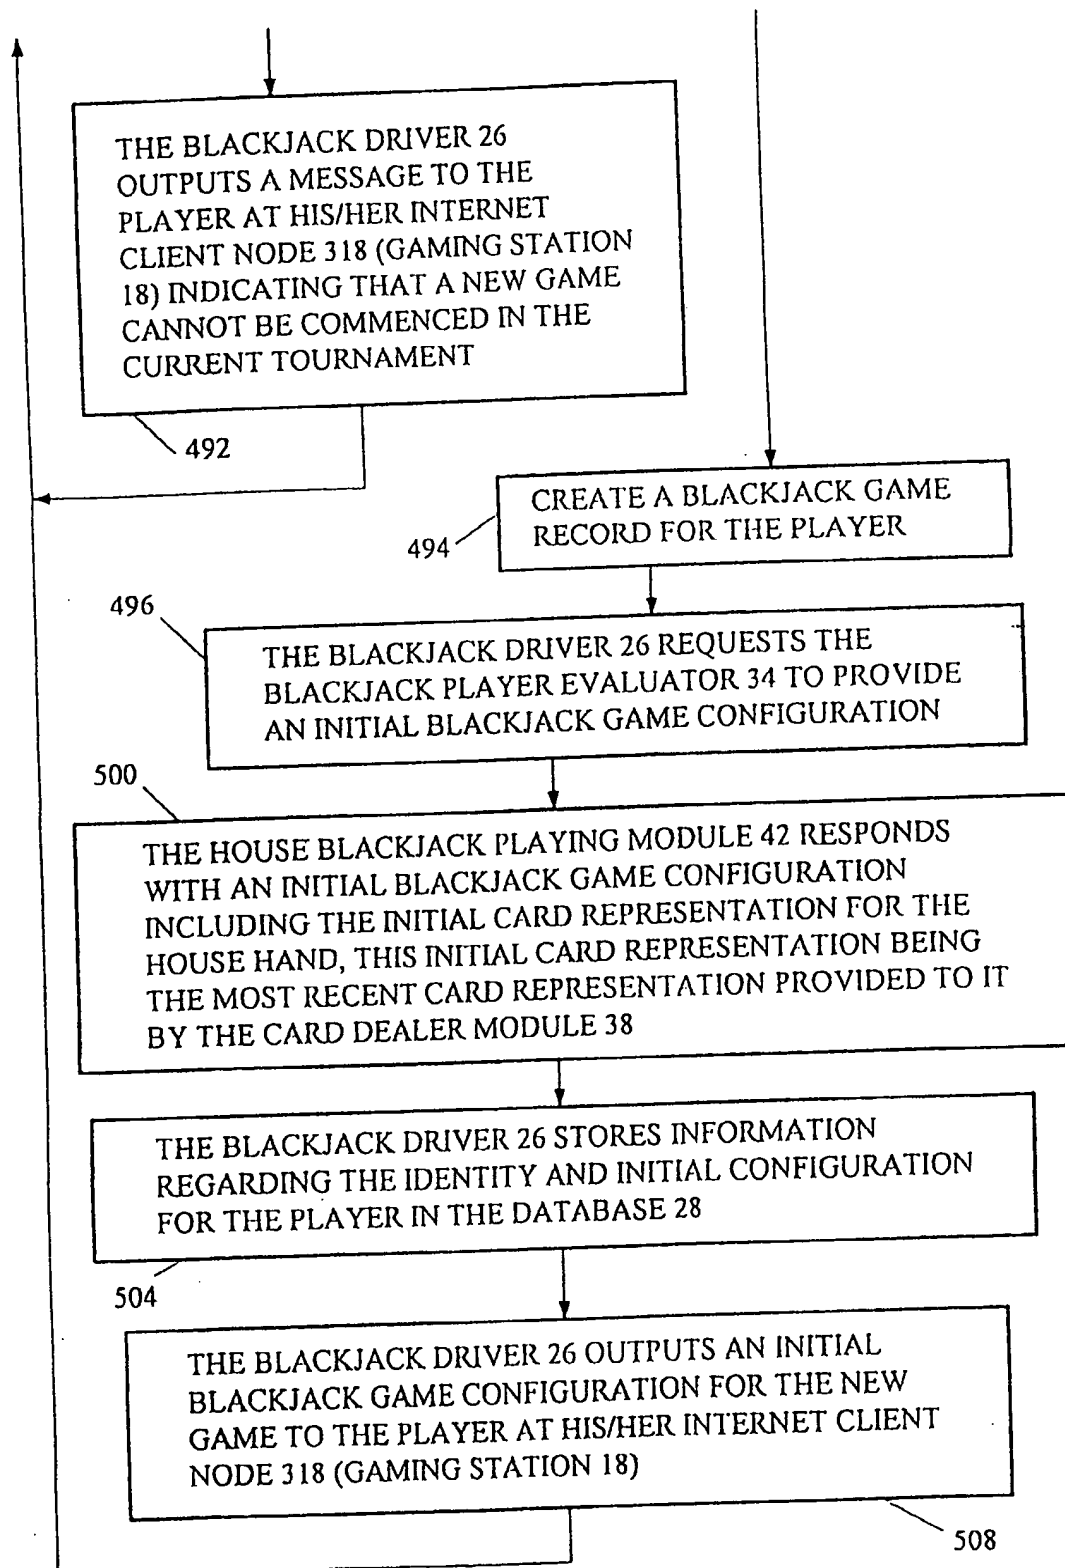 THE BLACKJACK DRIVER 26
OUTPUTS A MESSAGE TO THE
PLAYER AT HIS/HER INTERNET
CLIENT NODE 318 (GAMING STATION
18) INDICATING THAT A NEW GAME
CANNOT BE COMMENCED IN THE
CURRENT TOURNAMENT
492
CREATE A BLACKJACK GAME
RECORD FOR THE PLAYER
494
496
THE BLACKJACK DRIVER 26 REQUESTS THE
BLACKJACK PLAYER EVALUATOR 34 TO PROVIDE
AN INITIAL BLACKJACK GAME CONFIGURATION
500
THE HOUSE BLACKJACK PLAYING MODULE 42 RESPONDS
WITH AN INITIAL BLACKJACK GAME CONFIGURATION
INCLUDING THE INITIAL CARD REPRESENTATION FOR THE
HOUSE HAND, THIS INITIAL CARD REPRESENTATION BEING
THE MOST RECENT CARD REPRESENTATION PROVIDED TO IT
BY THE CARD DEALER MODULE 38
THE BLACKJACK DRIVER 26 STORES INFORMATION
REGARDING THE IDENTITY AND INITIAL CONFIGURATION
FOR THE PLAYER IN THE DATABASE 28
504
THE BLACKJACK DRIVER 26 OUTPUTS AN INITIAL
BLACKJACK GAME CONFIGURATION FOR THE NEW
GAME TO THE PLAYER AT HIS/HER INTERNET CLIENT
NODE 318 (GAMING STATION 18)
508